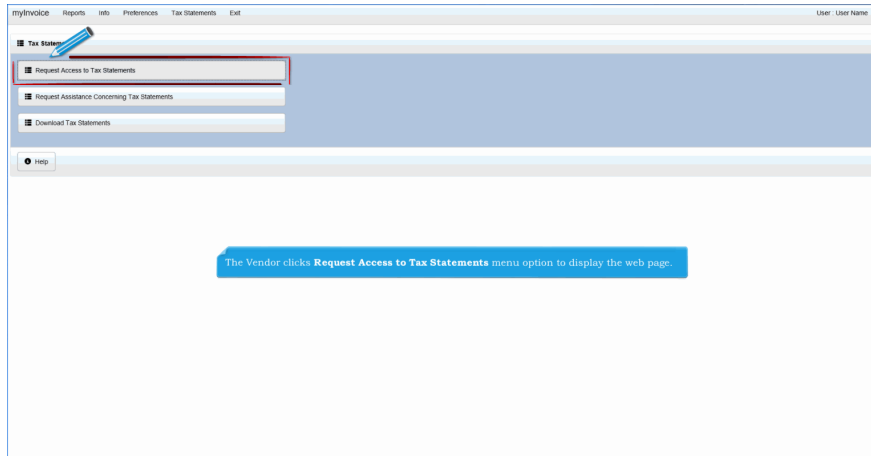 myInvoice Reports Info Preferences Tax Statements Exit User : User Name
Tax Statem
Request Access to Tax Statements
Request Assistance Concerning Tax Statements
Download Tax Statements
Help
The Vendor clicks Request Access to Tax Statements menu option to display the web page.